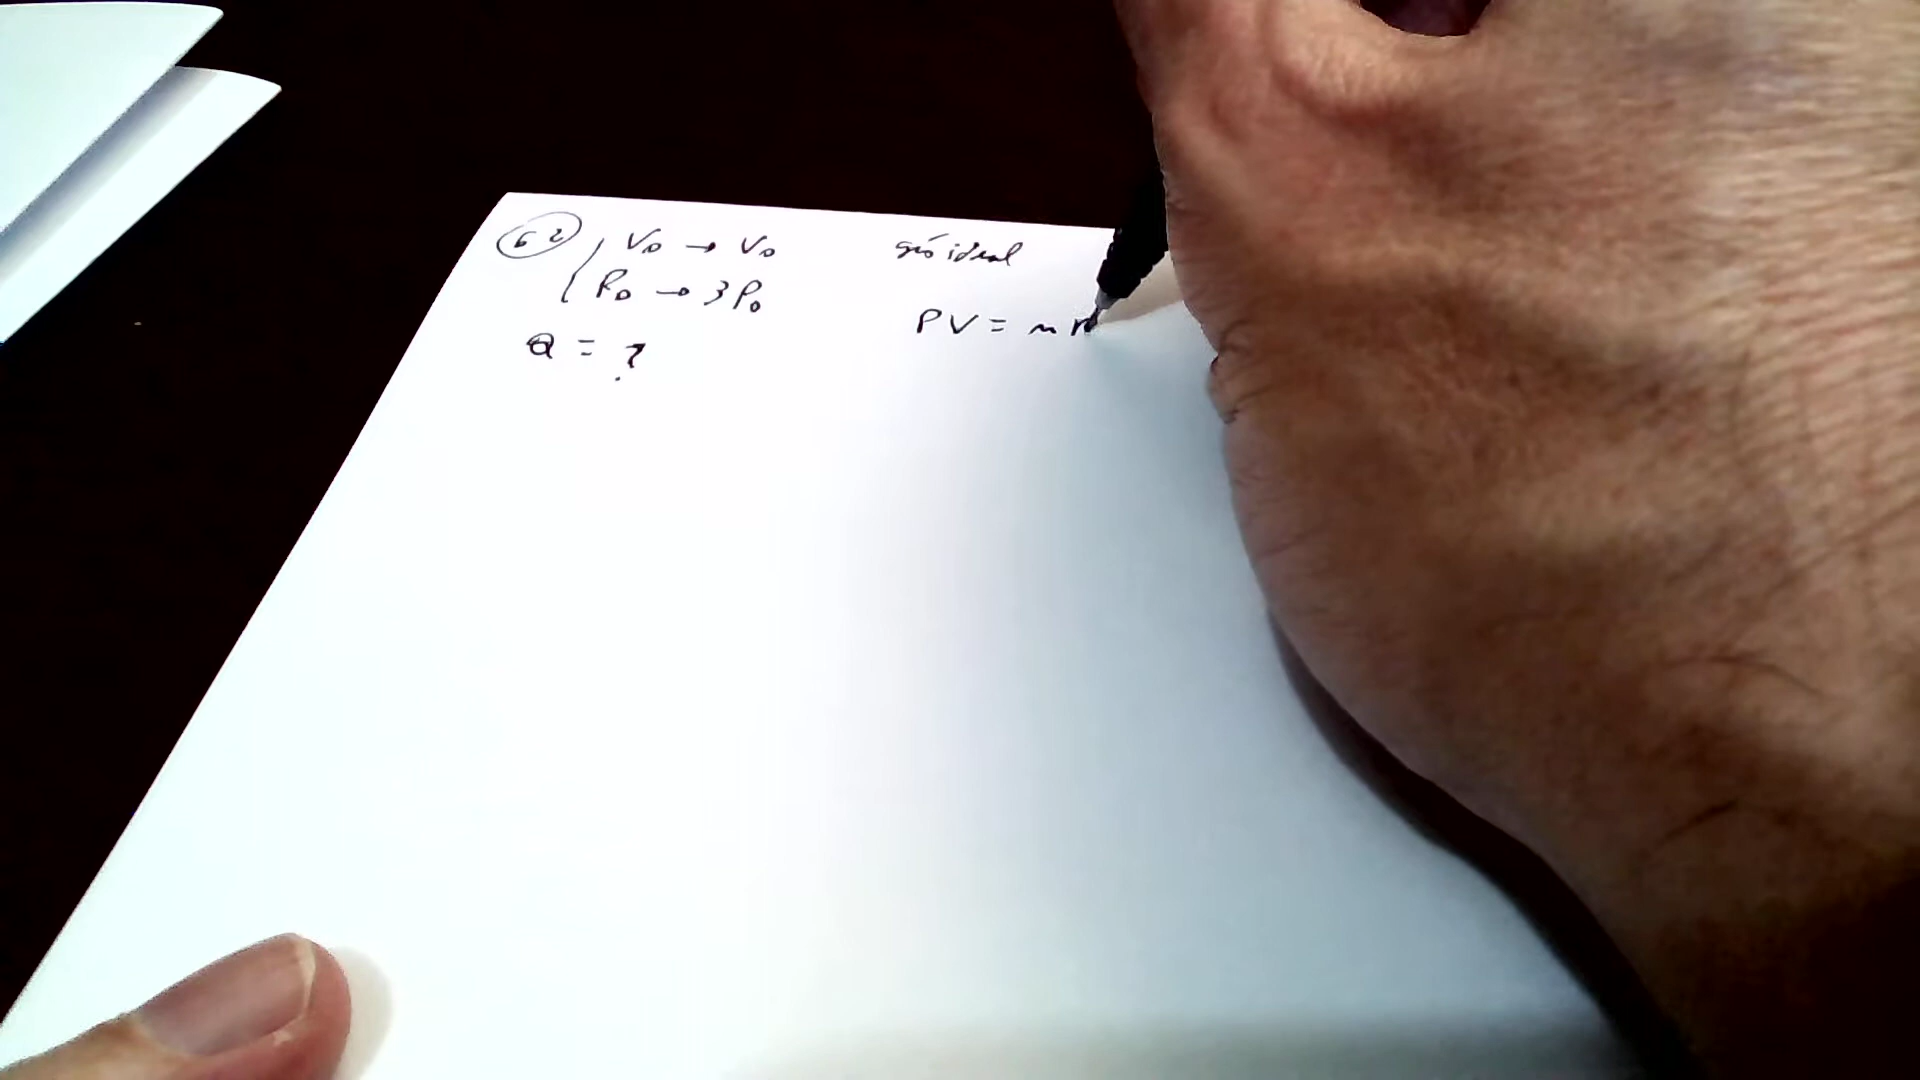 62 { V₀ → V₀
P₀ → 3P₀
Q = ?
gás ideal
PV = n R